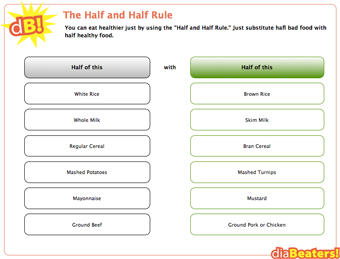 dB!
The Half and Half Rule
You can eat healthier just by using the "Half and Half Rule." Just substitute hafl bad food with
half healthy food.
Half of this with Half of this
White Rice Brown Rice
Whole Milk Skim Milk
Regular Cereal Bran Cereal
Mashed Potatoes Mashed Turnips
Mayonnaise Mustard
Ground Beef Ground Pork or Chicken
diaBeaters!